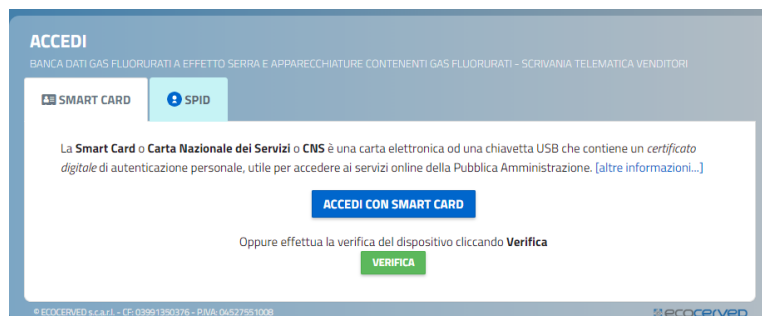 ACCEDI
BANCA DATI GAS FLUORURATI A EFFETTO SERRA E APPARECCHIATURE CONTENENTI GAS FLUORURATI - SCRIVANIA TELEMATICA VENDITORI
SMART CARD SPID
La Smart Card o Carta Nazionale dei Servizi o CNS è una carta elettronica od una chiavetta USB che contiene un certificato
digitale di autenticazione personale, utile per accedere ai servizi online della Pubblica Amministrazione. [altre informazioni...]
ACCEDI CON SMART CARD
Oppure effettua la verifica del dispositivo cliccando Verifica
VERIFICA
© ECOCERVED s.c.a.r.l. - CF: 03991350376 - P.IVA: 04527551008 ecocerved